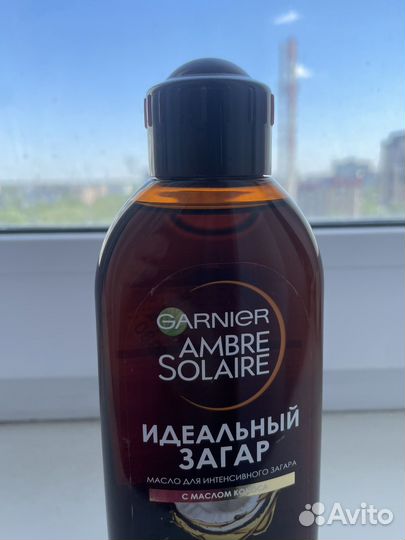 GARNIER
AMBRE
SOLAIRE
ИДЕАЛЬНЫЙ
ЗАГАР
МАСЛО ДЛЯ ИНТЕНСИВНОГО ЗАГАРА
С МАСЛОМ
Avito